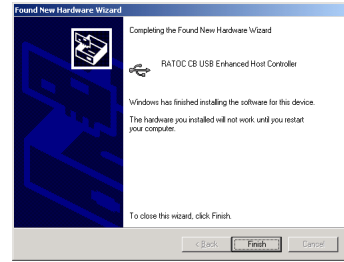 Found New Hardware Wizard
Completing the Found New Hardware Wizard
RATOC CB USB Enhanced Host Controller
Windows has finished installing the software for this device.
The hardware you installed will not work until you restart
your computer.
To close this wizard, click Finish.
< Back Finish Cancel